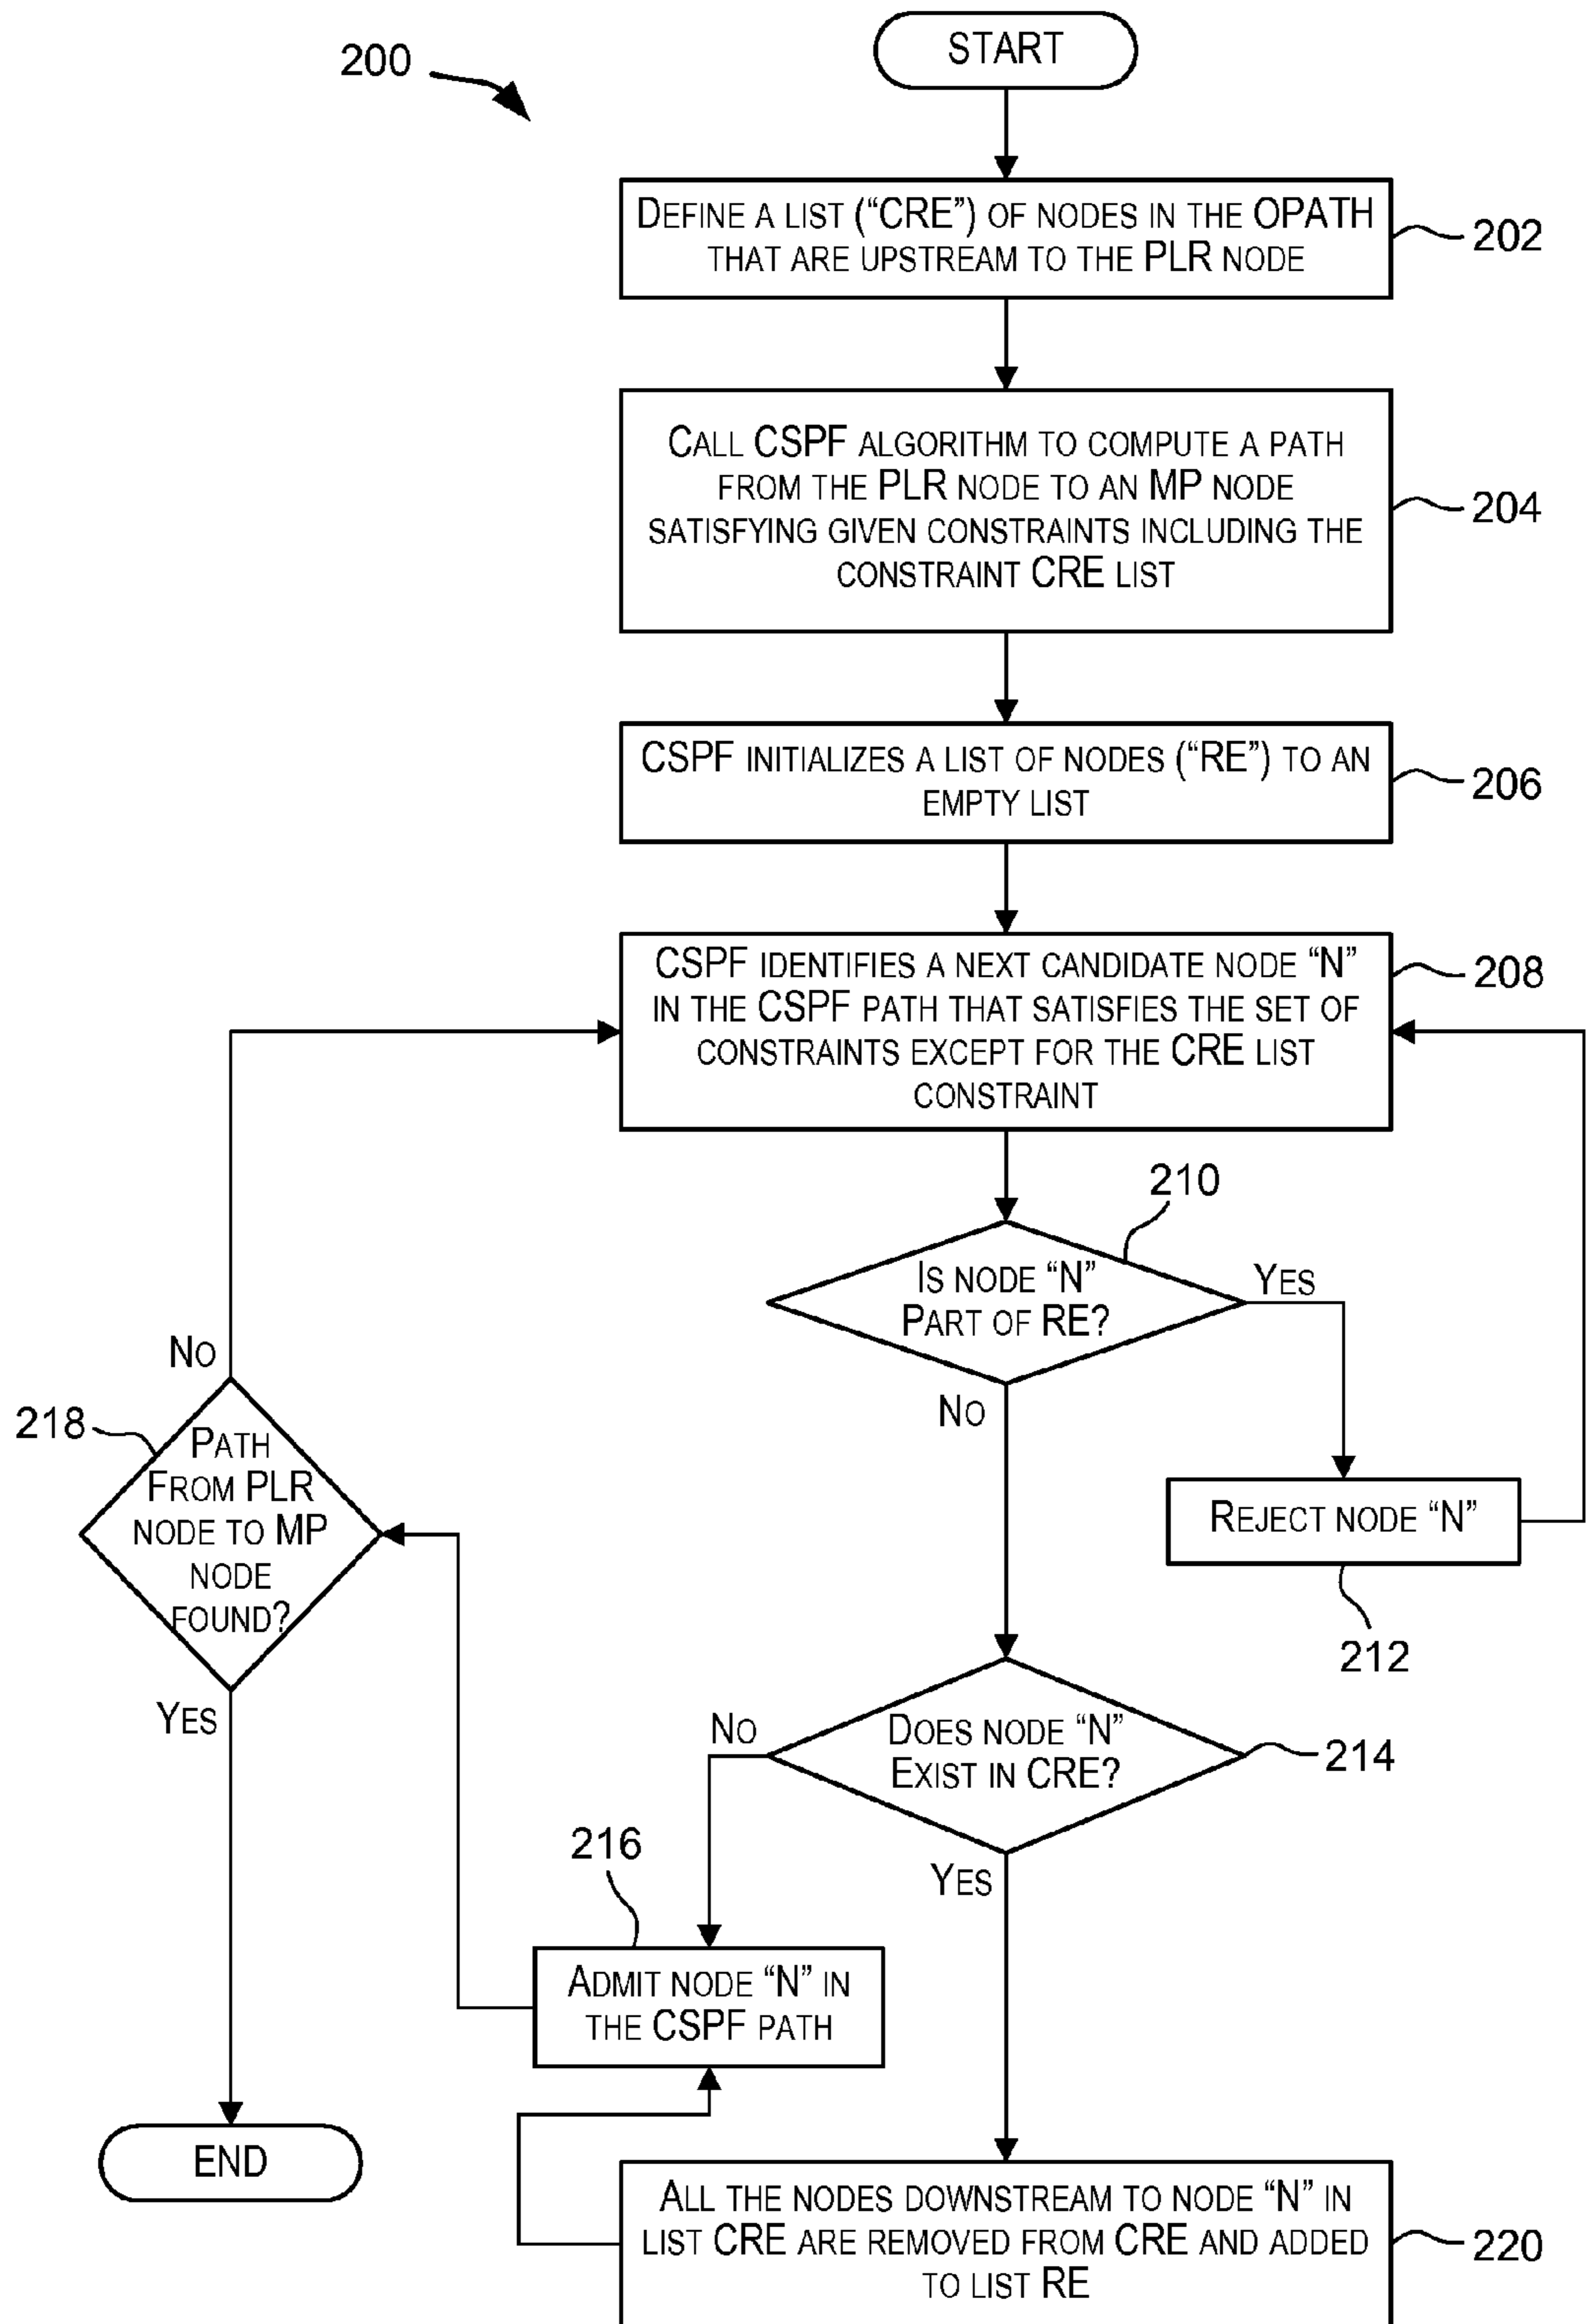 200
START
DEFINE A LIST (“CRE”) OF NODES IN THE OPATH
THAT ARE UPSTREAM TO THE PLR NODE
202
CALL CSPF ALGORITHM TO COMPUTE A PATH
FROM THE PLR NODE TO AN MP NODE
SATISFYING GIVEN CONSTRAINTS INCLUDING THE
CONSTRAINT CRE LIST
204
CSPF INITIALIZES A LIST OF NODES (“RE”) TO AN
EMPTY LIST
206
CSPF IDENTIFIES A NEXT CANDIDATE NODE “N”
IN THE CSPF PATH THAT SATISFIES THE SET OF
CONSTRAINTS EXCEPT FOR THE CRE LIST
CONSTRAINT
208
210
IS NODE “N”
PART OF RE?
YES
NO
REJECT NODE “N”
212
NO
218
PATH
FROM PLR
NODE TO MP
NODE
FOUND?
YES
DOES NODE “N”
EXIST IN CRE?
214
NO
YES
216
ADMIT NODE “N” IN
THE CSPF PATH
END
ALL THE NODES DOWNSTREAM TO NODE “N” IN
LIST CRE ARE REMOVED FROM CRE AND ADDED
TO LIST RE
220